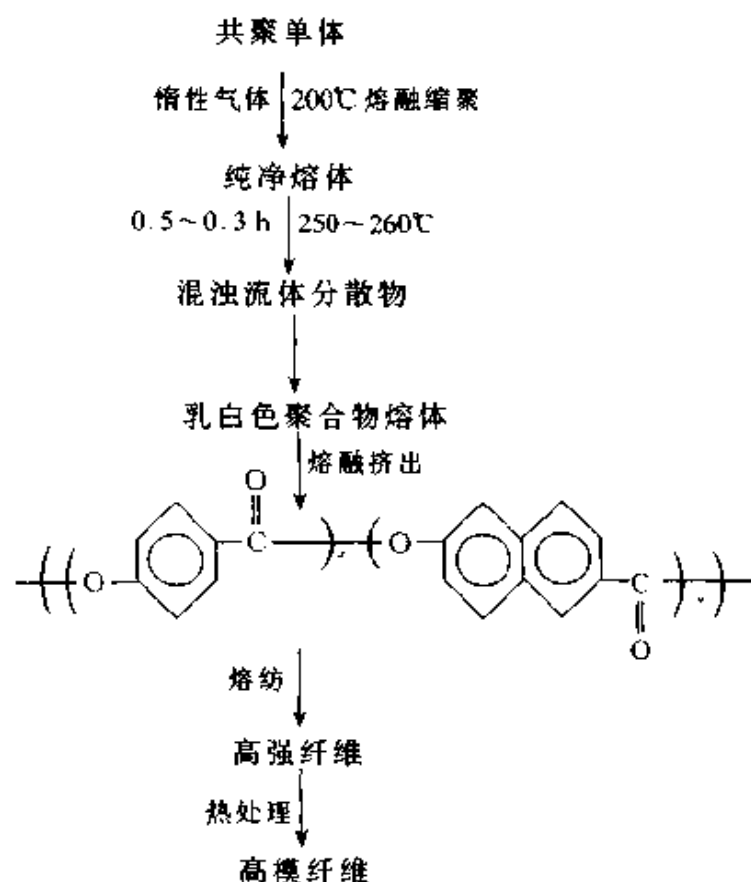 共聚单体
惰性气体 200℃ 熔融缩聚
纯净熔体
0.5~0.3 h 250~260℃
混浊流体分散物
乳白色聚合物熔体
熔融挤出
O
O C O
C
O
熔纺
高强纤维
热处理
高模纤维